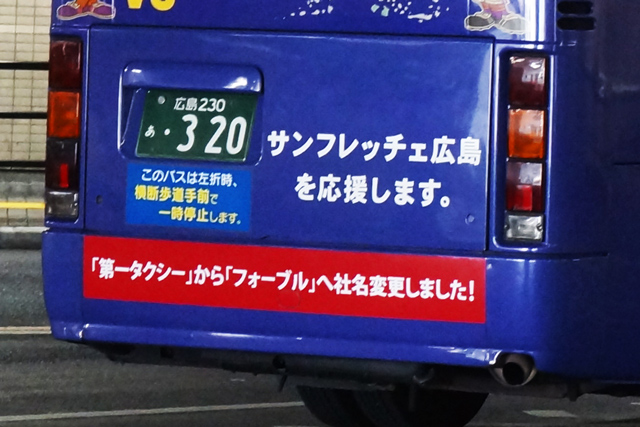 広島 230
あ ・320
サンフレッチェ広島
を応援します。
このバスは左折時、
横断歩道手前で
一時停止します。
「第一タクシー」から「フォーブル」へ社名変更しました!